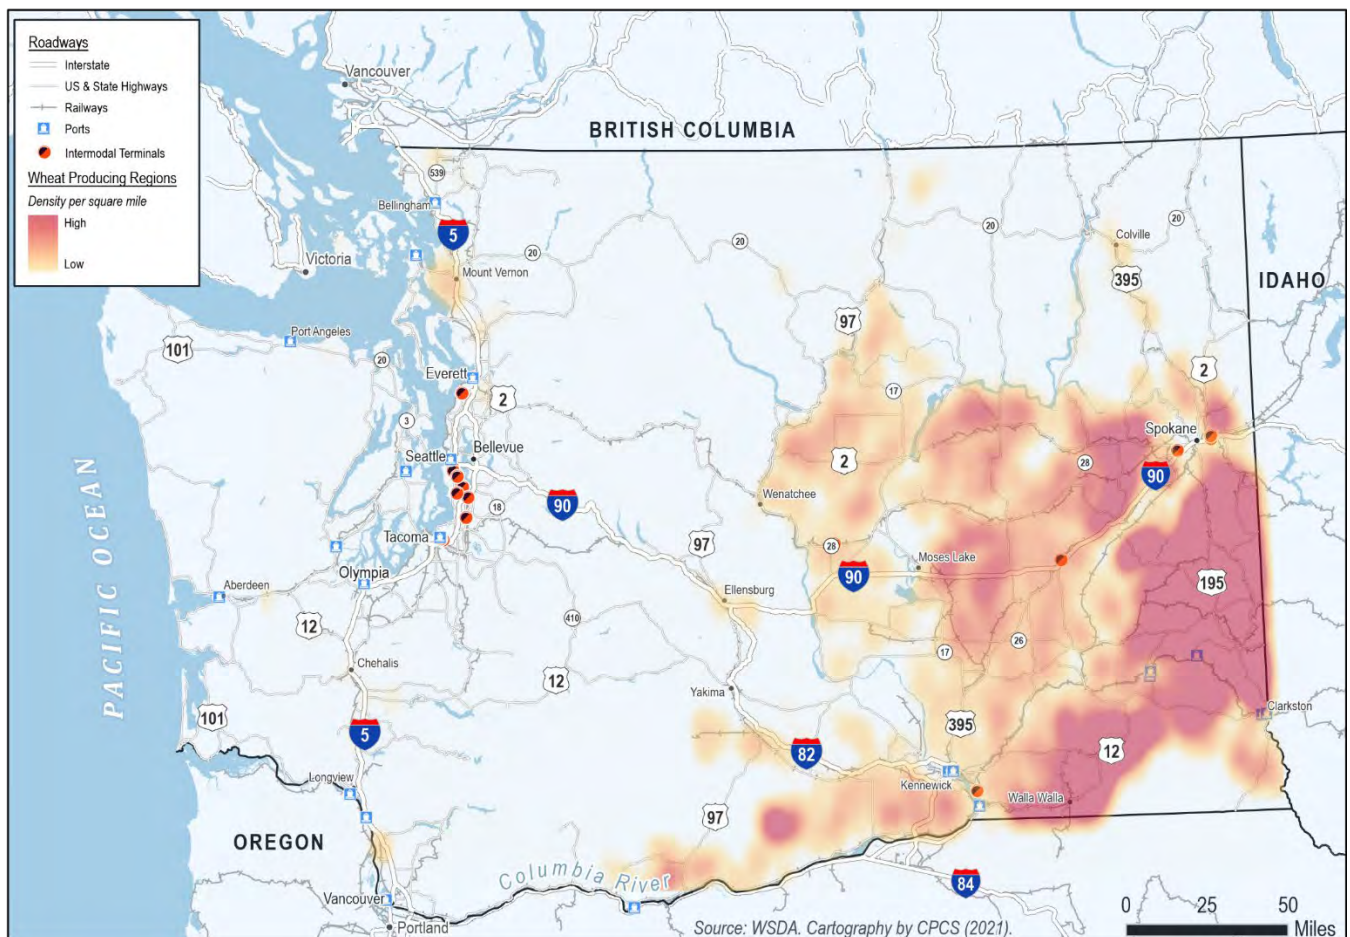 Roadways
Interstate
US & State Highways
Railways
Ports
Intermodal Terminals
Wheat Producing Regions
Density per square mile
High
Low
Vancouver
BRITISH COLUMBIA
539
Bellingham
5
20
20
20
20
Colville
Victoria
Mount Vernon
395
IDAHO
97
101
Port Angeles
20
Everett
2
17
2
3
Bellevue
Spokane
Seattle
2
28
90
90
Wenatchee
18
PACIFIC OCEAN
Tacoma
97
28
Moses Lake
90
195
Olympia
Aberdeen
Ellensburg
12
410
26
17
Chehalis
12
Yakima
101
Clarkston
395
5
82
12
Longview
Kennewick
Walla Walla
97
OREGON
Columbia River
84
Vancouver
Portland
0 25 50
Miles
Source: WSDA. Cartography by CPCS (2021).